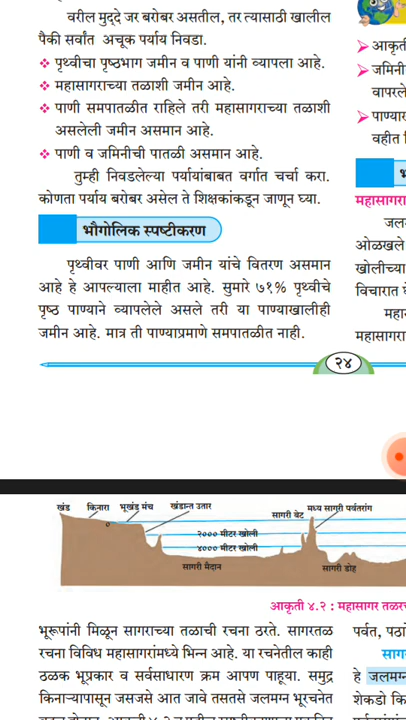 वरील मुद्दे जर बरोबर असतील, तर त्यासाठी खालील
पैकी सर्वांत अचूक पर्याय निवडा.
❖ पृथ्वीचा पृष्ठभाग जमीन व पाणी यांनी व्यापला आहे.
❖ महासागराच्या तळाशी जमीन आहे.
❖ पाणी समपातळीत राहिले तरी महासागराच्या तळाशी
असलेली जमीन असमान आहे.
❖ पाणी व जमिनीची पातळी असमान आहे.
तुम्ही निवडलेल्या पर्यायांबाबत वर्गात चर्चा करा.
कोणता पर्याय बरोबर असेल ते शिक्षकांकडून जाणून घ्या.
भौगोलिक स्पष्टीकरण
पृथ्वीवर पाणी आणि जमीन यांचे वितरण असमान
आहे हे आपल्याला माहीत आहे. सुमारे ७१% पृथ्वीचे
पृष्ठ पाण्याने व्यापलेले असले तरी या पाण्याखालीही
जमीन आहे. मात्र ती पाण्याप्रमाणे समपातळीत नाही.
➤ आकृती
➤ जमिनी
वापरले
➤ पाण्याख
वहीत
महासागरा
जल
ओळखले
खोलीच्या
विचारात घे
महा
महासागरा
२४
खंड किनारा भूखंड मंच खंडान्त उतार सागरी बेट मध्य सागरी पर्वतरांग
०
२००० मीटर खोली
४००० मीटर खोली
सागरी मैदान सागरी डोह
आकृती ४.२ : महासागर तळरच
भूरूपांनी मिळून सागराच्या तळाची रचना ठरते. सागरतळ
रचना विविध महासागरांमध्ये भिन्न आहे. या रचनेतील काही
ठळक भूप्रकार व सर्वसाधारण क्रम आपण पाहूया. समुद्र
किनाऱ्यापासून जसजसे आत जावे तसतसे जलमग्न भूरचनेत
पर्वत, पठा
साग
हे जलमग्न
शेकडो कि